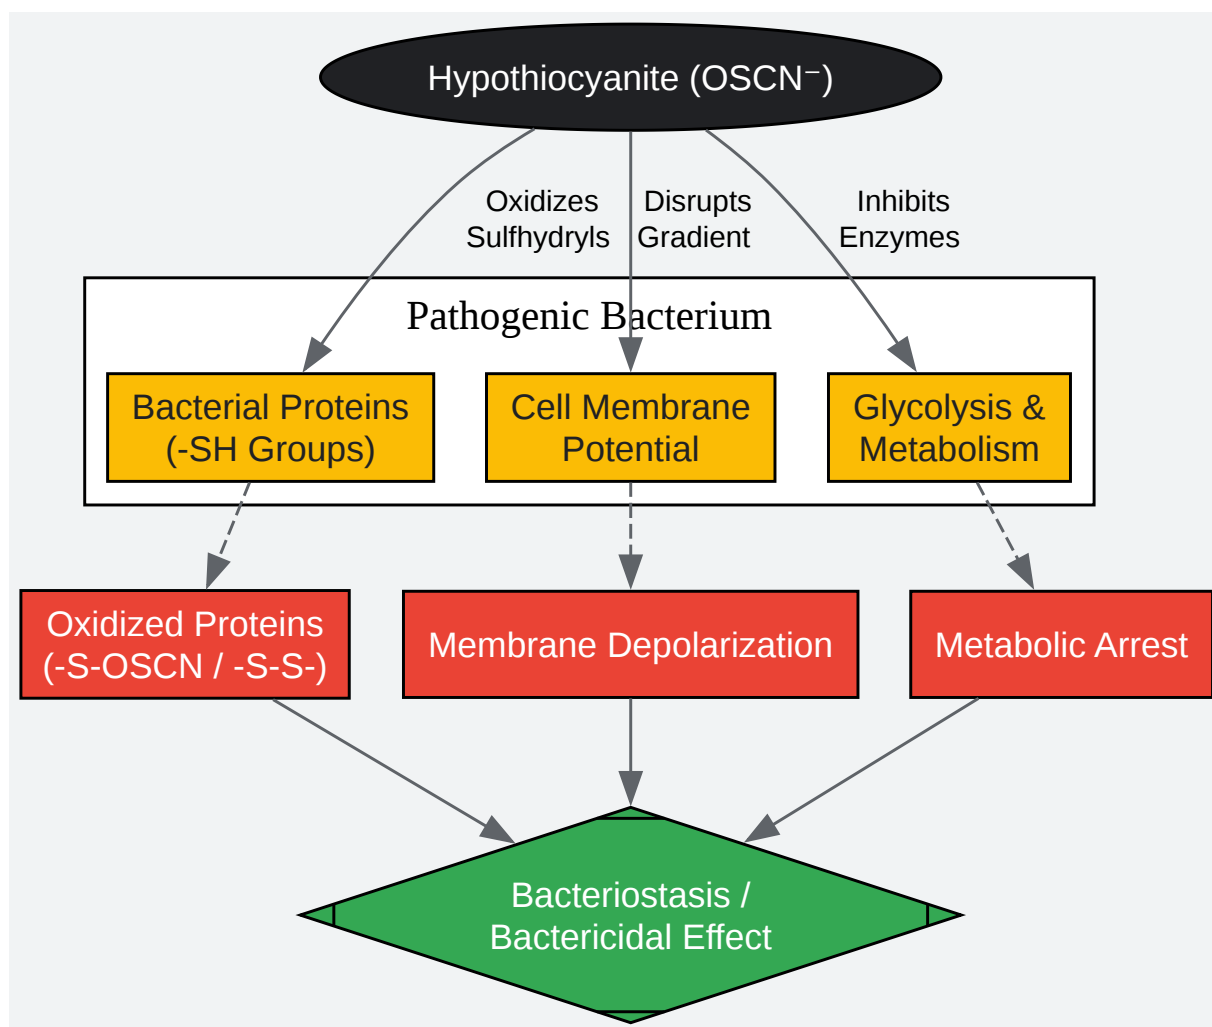 Hypothiocyanite (OSCN⁻)
Oxidizes
Sulfhydryls
Disrupts
Gradient
Inhibits
Enzymes
Pathogenic Bacterium
Bacterial Proteins
(-SH Groups)
Cell Membrane
Potential
Glycolysis &
Metabolism
Oxidized Proteins
(-S-OSCN / -S-S-)
Membrane Depolarization
Metabolic Arrest
Bacteriostasis /
Bactericidal Effect